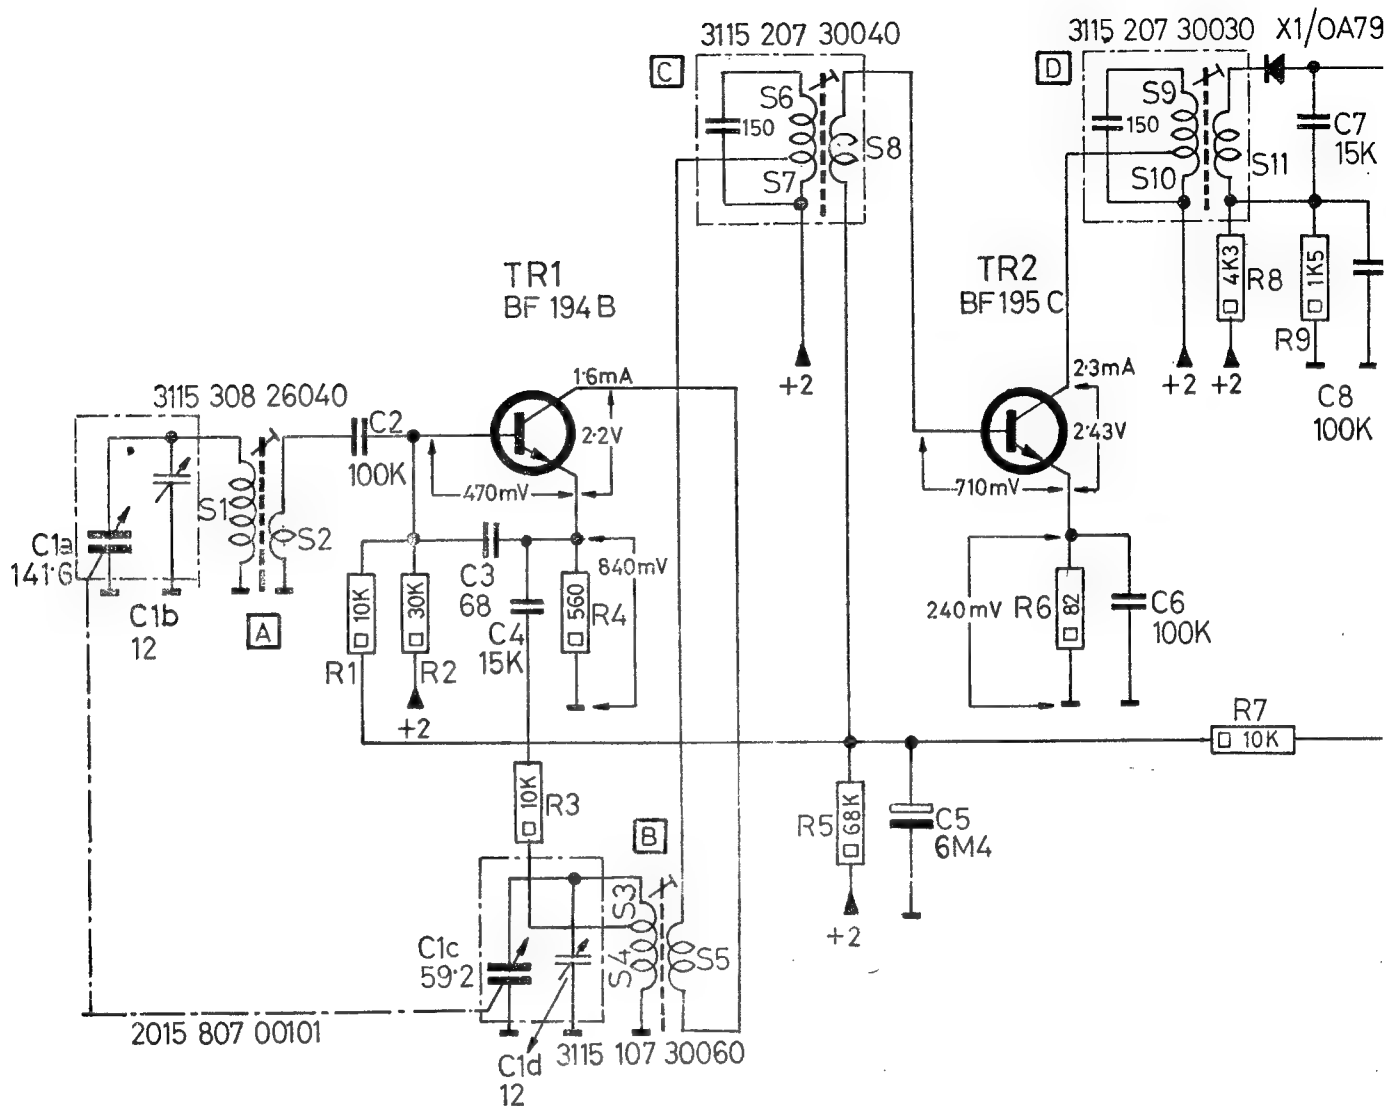 3115 207 30040
3115 207 30030
X1/OA79
C
D
S6
150
S7
S8
S9
150
S10
S11
C7
15K
TR1
BF 194 B
TR2
BF 195 C
4K3
R8
1K5
R9
+2
+2
+2
C8
100K
3115 308 26040
1·6mA
2·2V
470mV
2·3mA
2·43V
710mV
C2
100K
S1
S2
C1a
141·6
C1b
12
A
10K
R1
30K
R2
+2
C3
68
C4
15K
560
R4
840mV
240mV
R6
82
C6
100K
R7
10K
10K
R3
B
R5
68K
+2
C5
6M4
C1c
59·2
S3
S4
S5
C1d
12
2015 807 00101
3115 107 30060